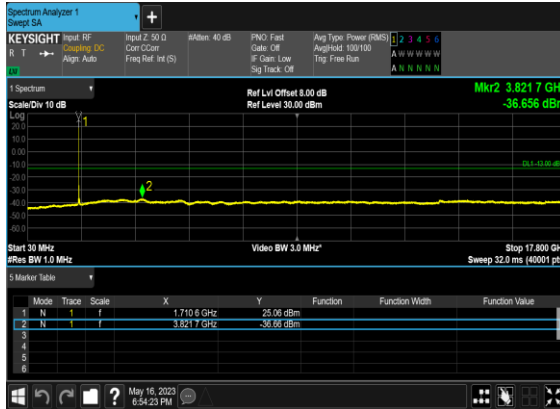 Spectrum Analyzer 1
Swept SA
+
KEYSIGHT Input: RF Input Z: 50 Ω #Atten: 40 dB PNO: Fast Avg Type: Power (RMS) 1 2 3 4 5 6
R T Coupling: DC Corr CCorr Gate: Off Avg|Hold: 100/100 A W W W W W
Align: Auto Freq Ref: Int (S) IF Gain: Low Trig: Free Run
LU Sig Track: Off A N N N N N
1 Spectrum Ref Lvl Offset 8.00 dB Mkr2 3.821 7 GH
Scale/Div 10 dB Ref Level 30.00 dBm -36.656 dBm
Log
20.0
10.0
0.00
-10.0 DL1 -13.00 dB
-20.0
-30.0
-40.0
-50.0
-60.0
1
2
Start 30 MHz Video BW 3.0 MHz* Stop 17.800 GH
#Res BW 1.0 MHz Sweep 32.0 ms (40001 pts
5 Marker Table
Mode Trace Scale X Y Function Function Width Function Value
1 N 1 f 1.710 6 GHz 25.06 dBm
2 N 1 f 3.821 7 GHz -36.66 dBm
3
4
5
6
? May 16, 2023
6:54:23 PM